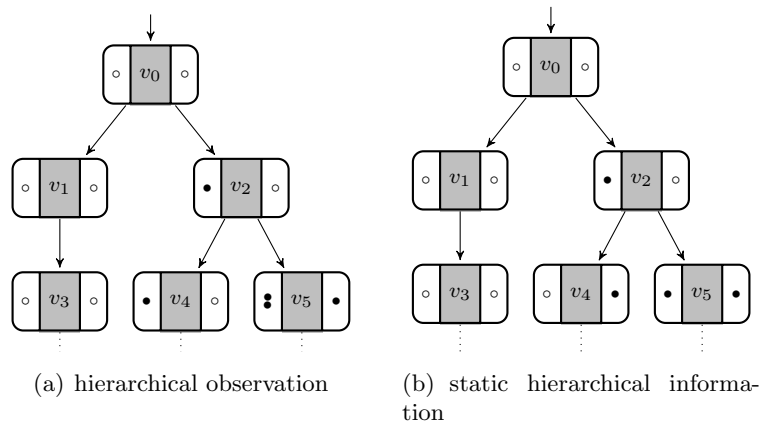 v0 v0
v1 v2 v1 v2
v3 v4 v5 v3 v4 v5
(a) hierarchical observation
(b) static hierarchical informa-
tion